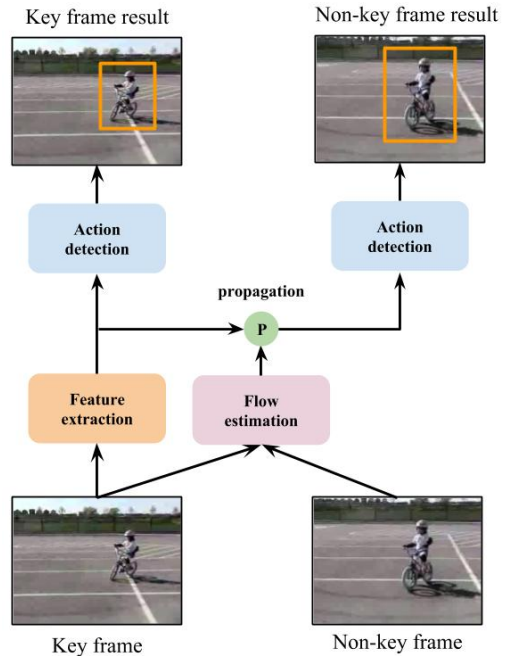 Key frame result
Non-key frame result
Action
detection
Action
detection
propagation
P
Feature
extraction
Flow
estimation
Key frame
Non-key frame